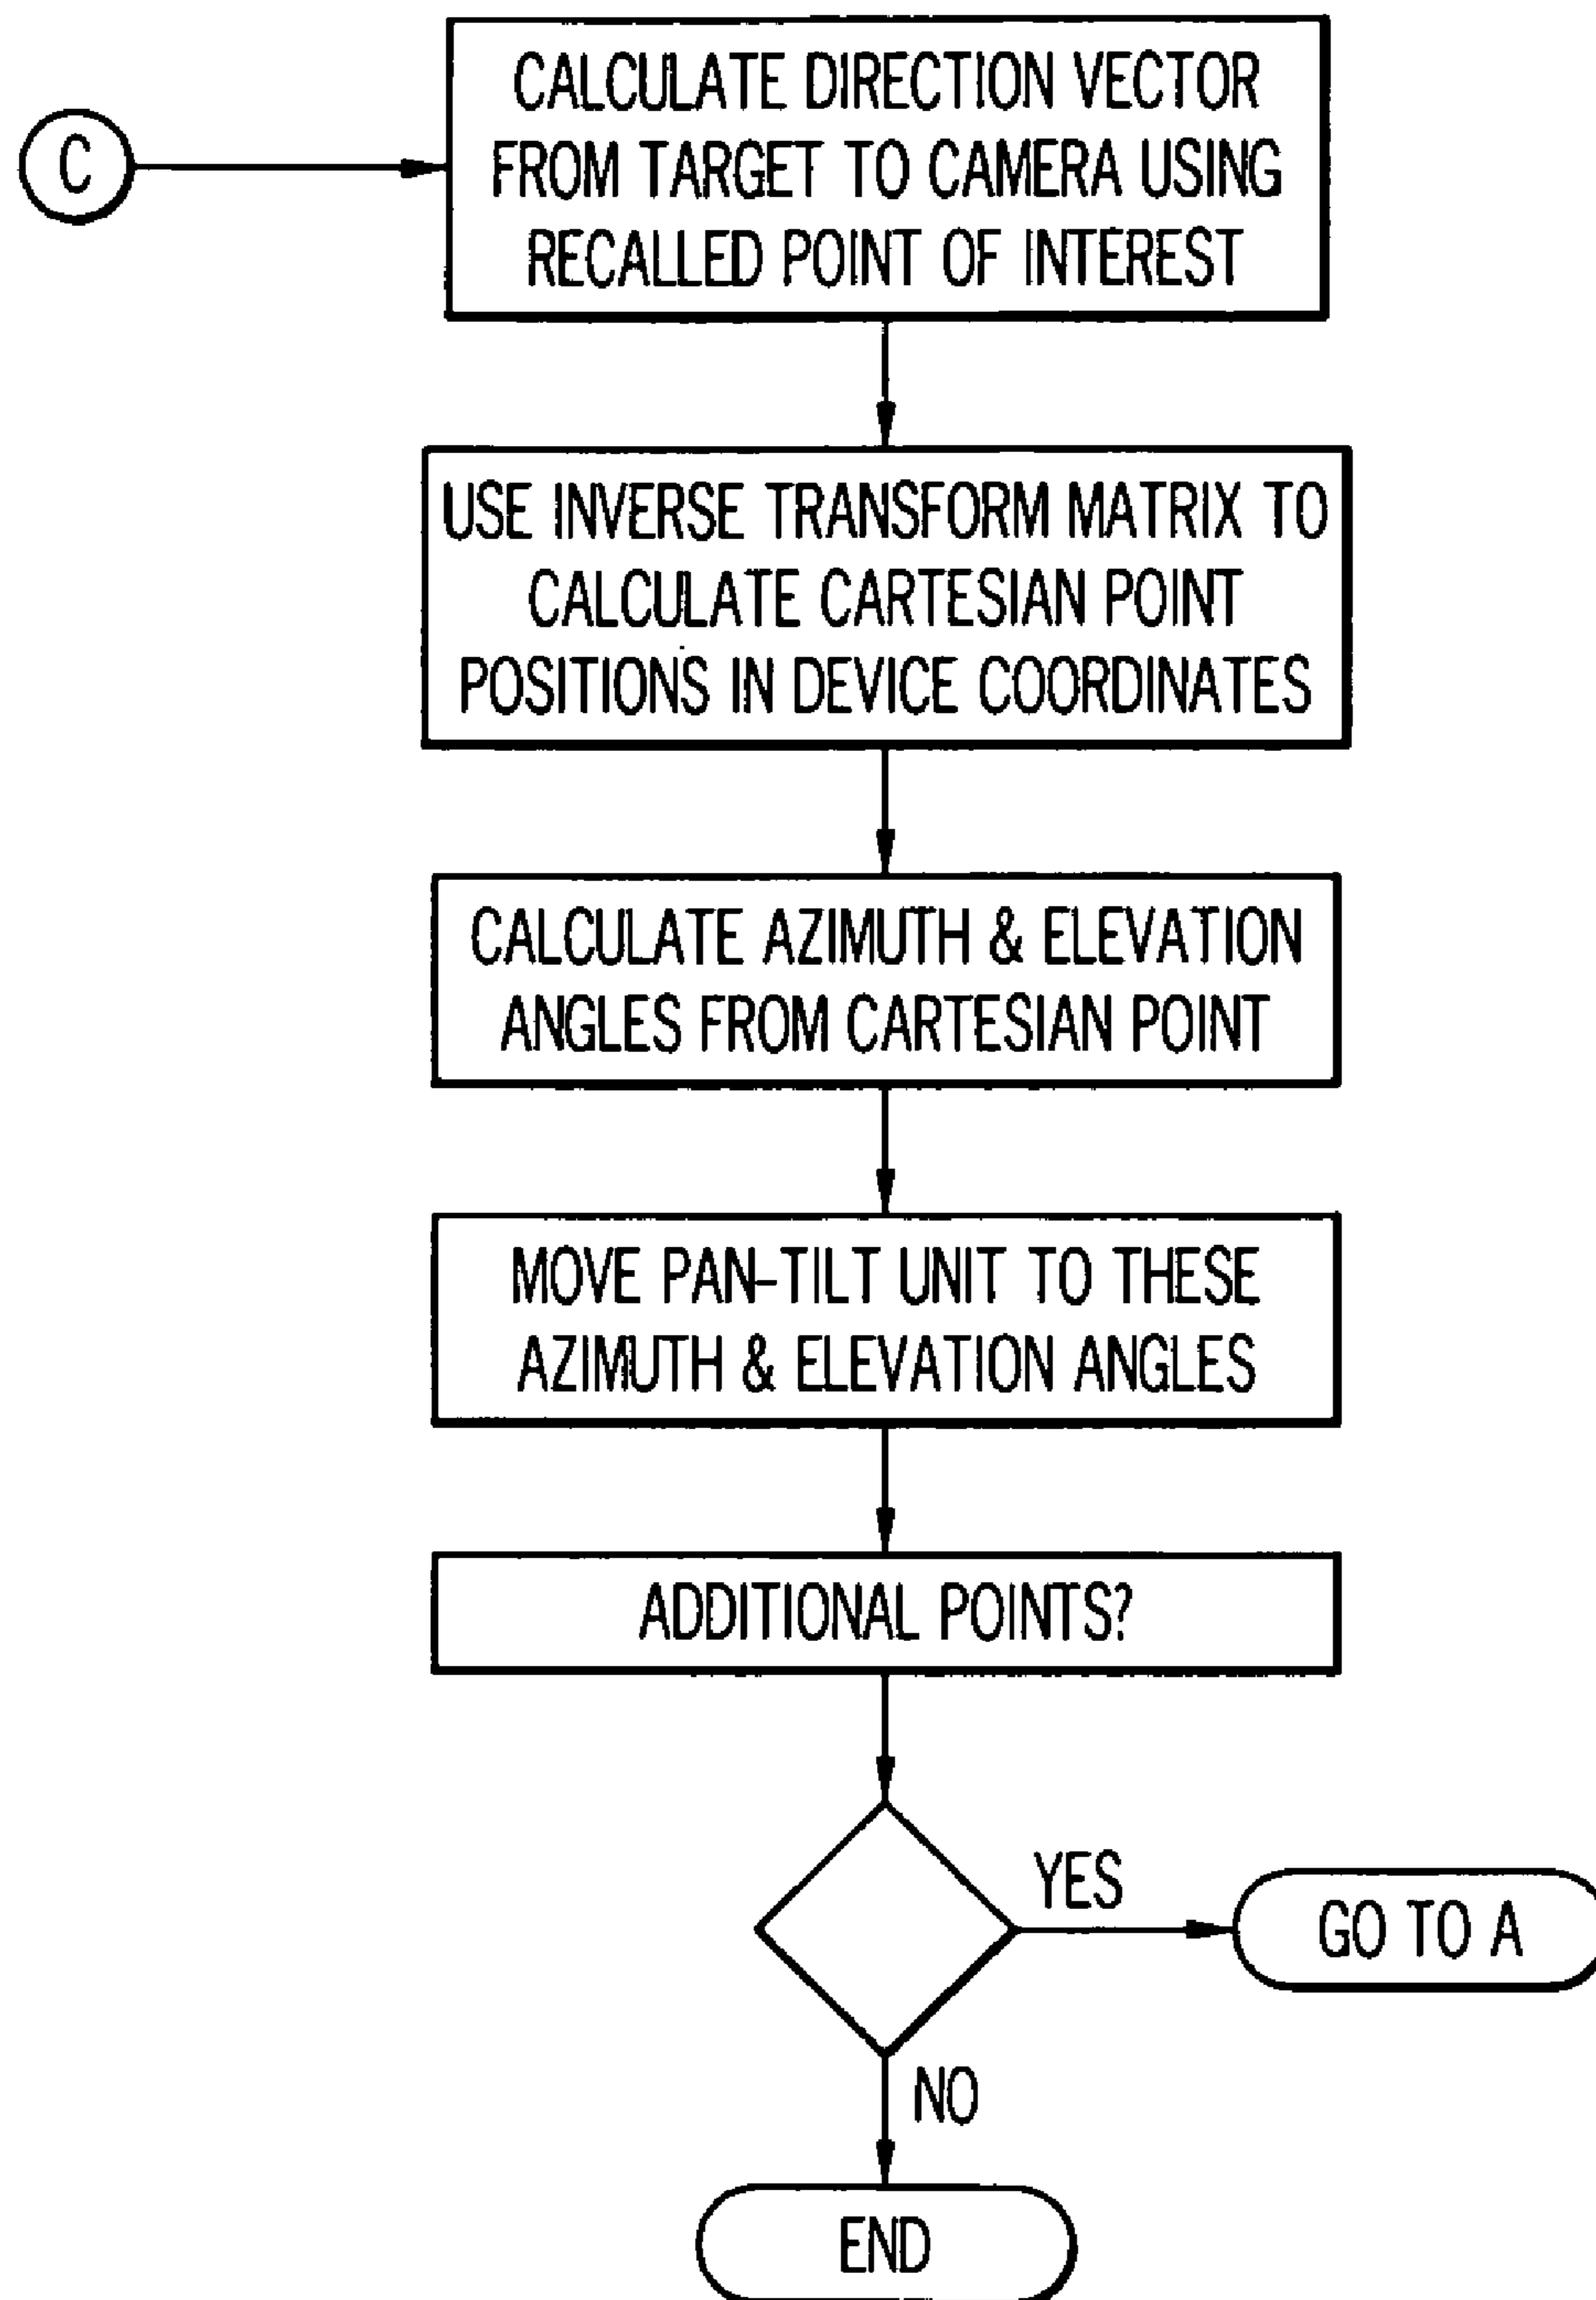 C
CALCULATE DIRECTION VECTOR
FROM TARGET TO CAMERA USING
RECALLED POINT OF INTEREST
USE INVERSE TRANSFORM MATRIX TO
CALCULATE CARTESIAN POINT
POSITIONS IN DEVICE COORDINATES
CALCULATE AZIMUTH & ELEVATION
ANGLES FROM CARTESIAN POINT
MOVE PAN-TILT UNIT TO THESE
AZIMUTH & ELEVATION ANGLES
ADDITIONAL POINTS?
YES
GO TO A
NO
END